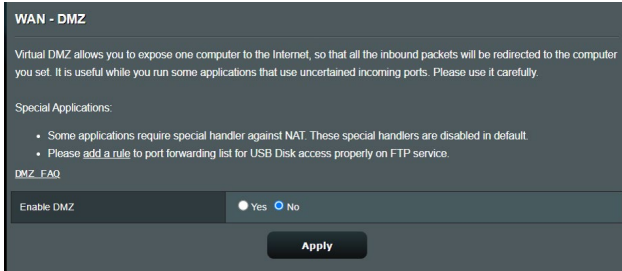 WAN - DMZ
Virtual DMZ allows you to expose one computer to the Internet, so that all the inbound packets will be redirected to the computer
you set. It is useful while you run some applications that use uncertained incoming ports. Please use it carefully.
Special Applications:
• Some applications require special handler against NAT. These special handlers are disabled in default.
• Please add a rule to port forwarding list for USB Disk access properly on FTP service.
DMZ FAQ
Enable DMZ Yes No
Apply